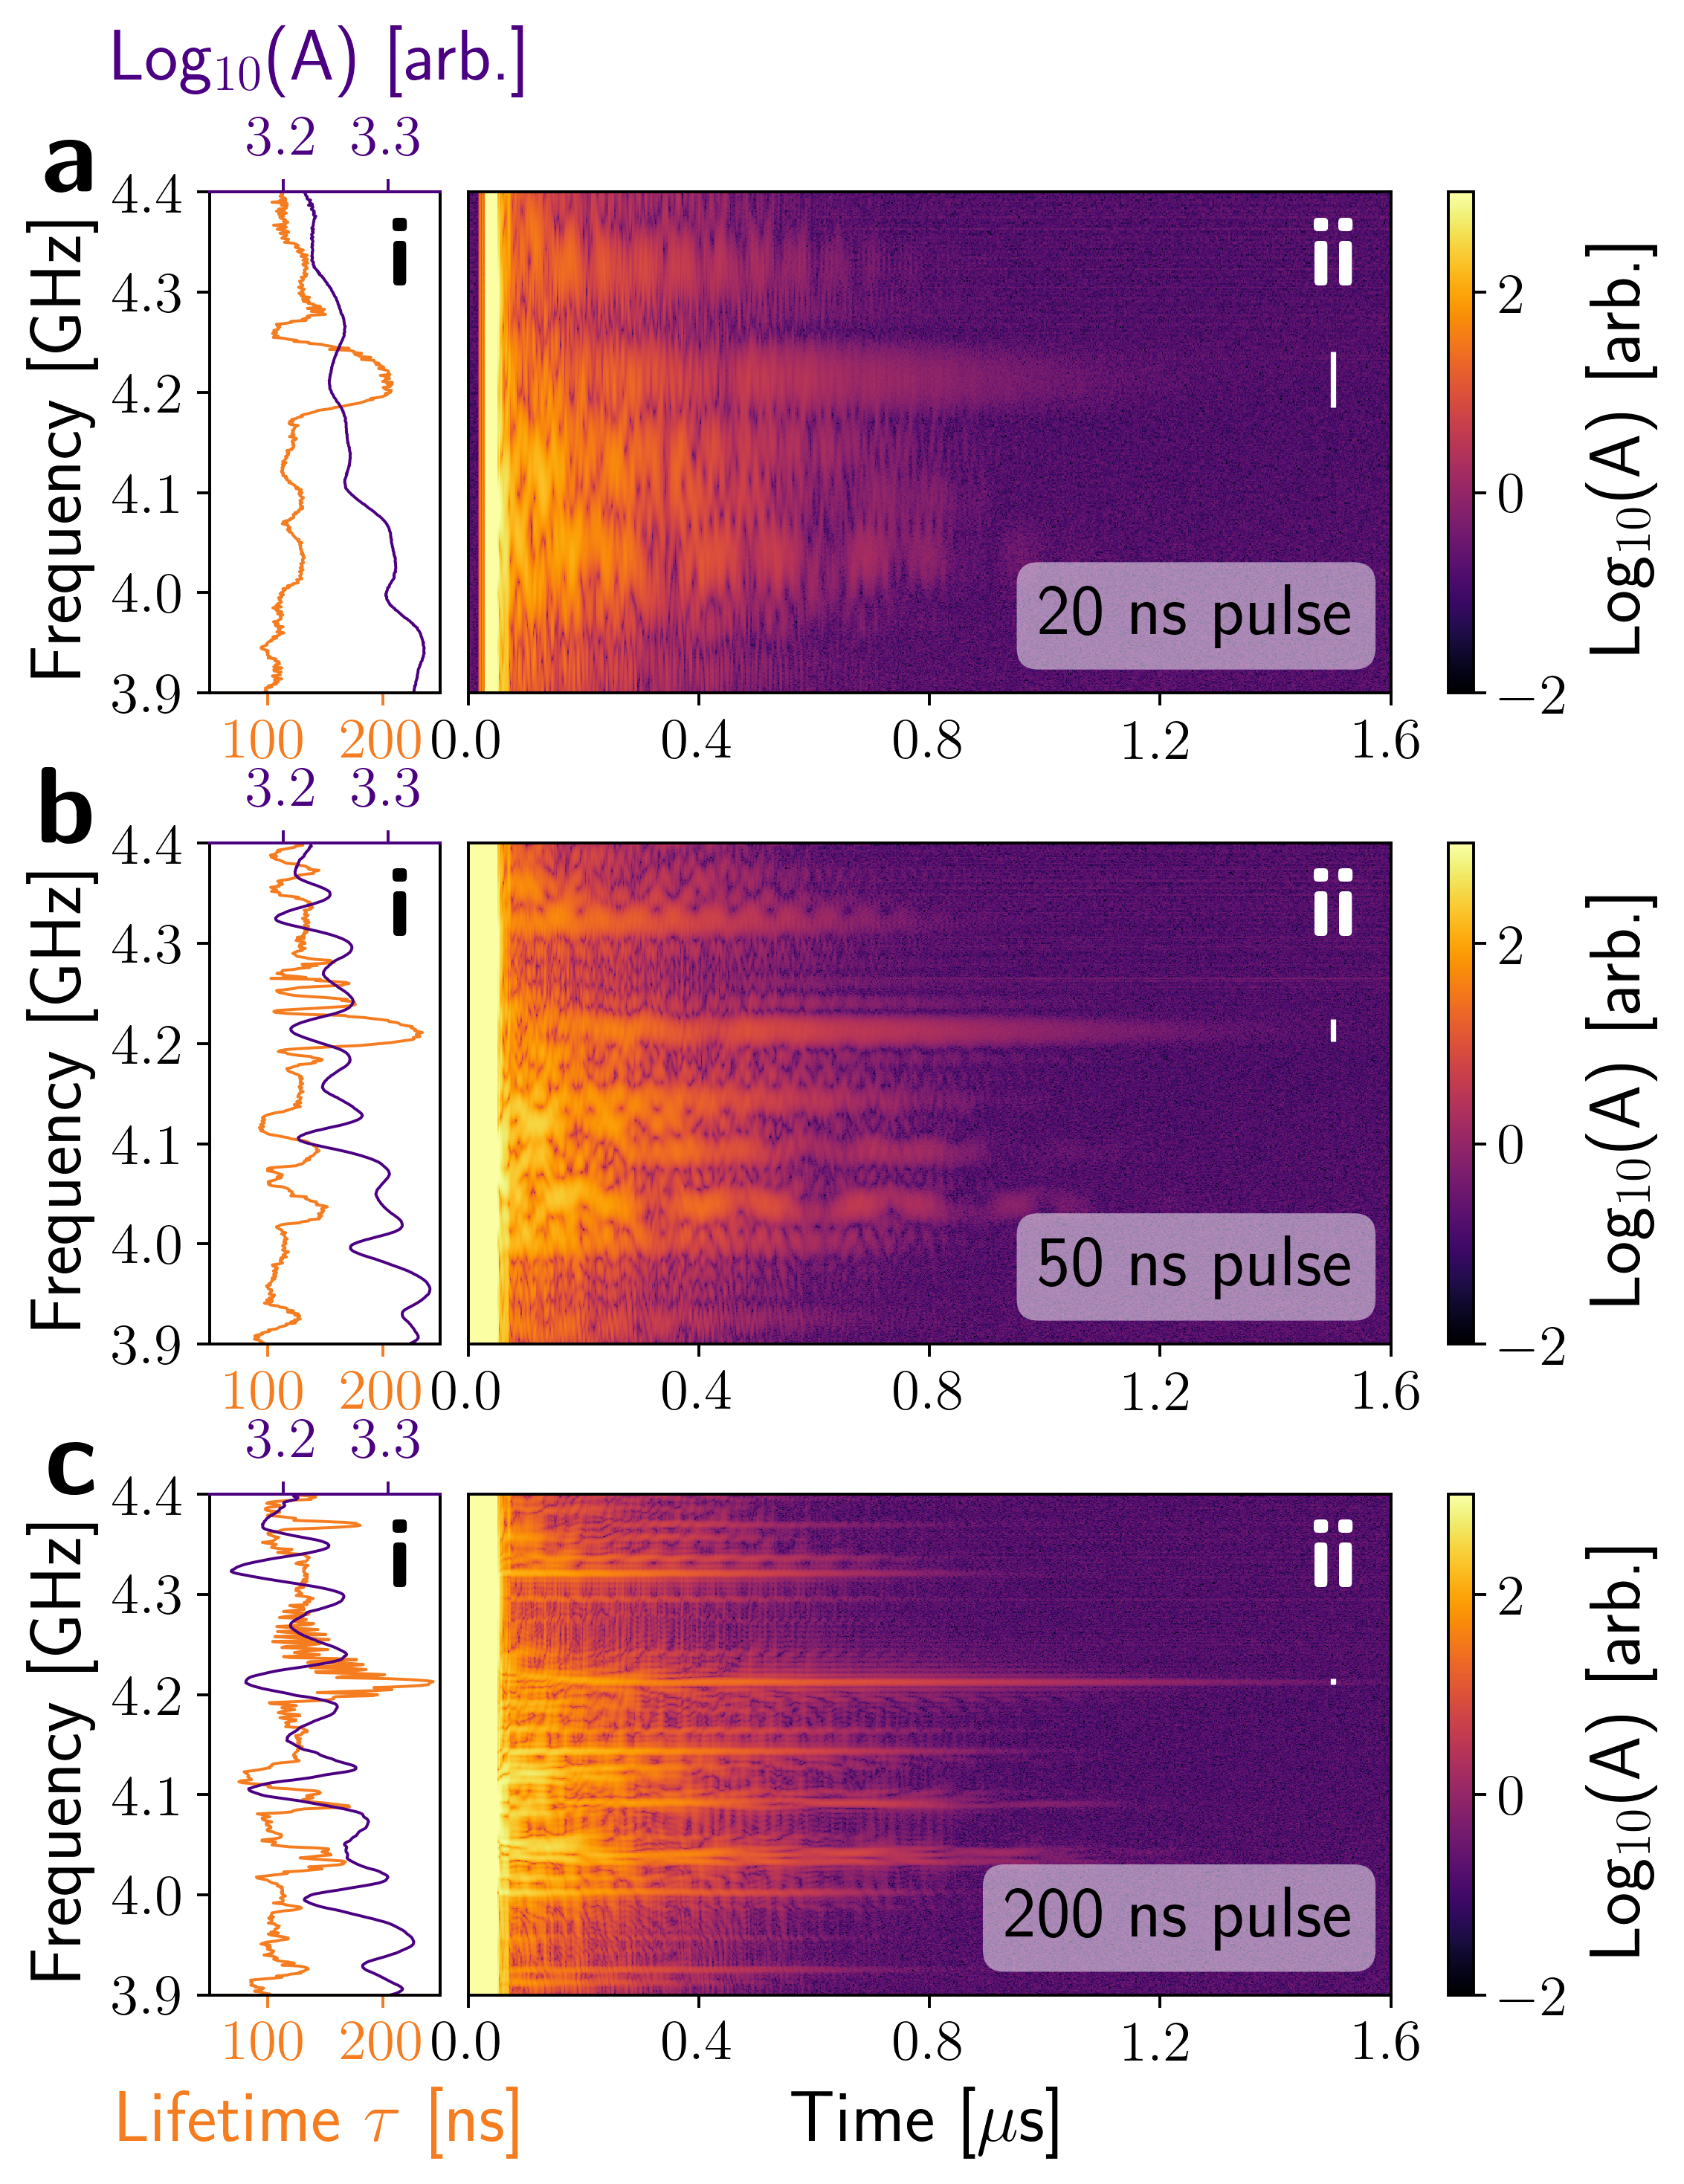 Log₁₀(A) [arb.]
a
3.2 3.3
Frequency [GHz]
4.4
4.3
4.2
4.1
4.0
3.9
i
ii
20 ns pulse
2
0
−2
Log₁₀(A) [arb.]
100 200 0.0 0.4 0.8 1.2 1.6
b
3.2 3.3
Frequency [GHz]
4.4
4.3
4.2
4.1
4.0
3.9
i
ii
50 ns pulse
2
0
−2
Log₁₀(A) [arb.]
100 200 0.0 0.4 0.8 1.2 1.6
c
3.2 3.3
Frequency [GHz]
4.4
4.3
4.2
4.1
4.0
3.9
i
ii
200 ns pulse
2
0
−2
Log₁₀(A) [arb.]
100 200 0.0 0.4 0.8 1.2 1.6
Lifetime τ [ns]
Time [μs]